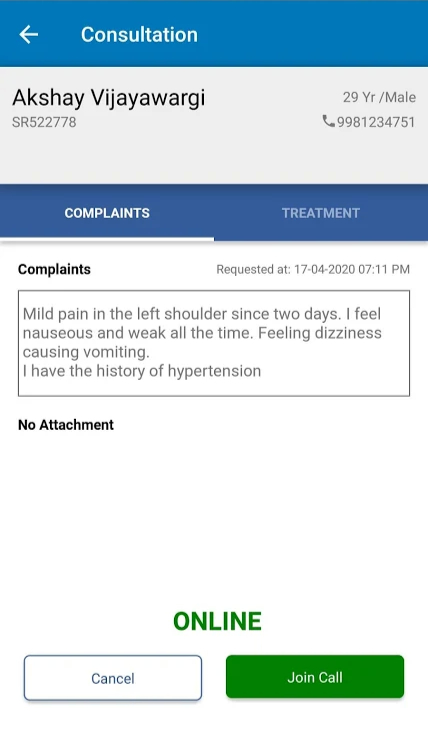 Consultation
Akshay Vijayawargi
29 Yr /Male
SR522778
9981234751
COMPLAINTS
TREATMENT
Complaints
Requested at: 17-04-2020 07:11 PM
Mild pain in the left shoulder since two days. I feel
nauseous and weak all the time. Feeling dizziness
causing vomiting.
I have the history of hypertension
No Attachment
ONLINE
Cancel
Join Call